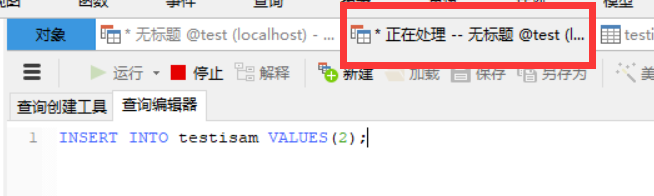 函数 事件 查询 模型
对象 * 无标题 @test (localhost) - ... * 正在处理 -- 无标题 @test (l... testi
运行 停止 解释 新建 加载 保存 另存为 美
查询创建工具 查询编辑器
1 INSERT INTO testisam VALUES(2);